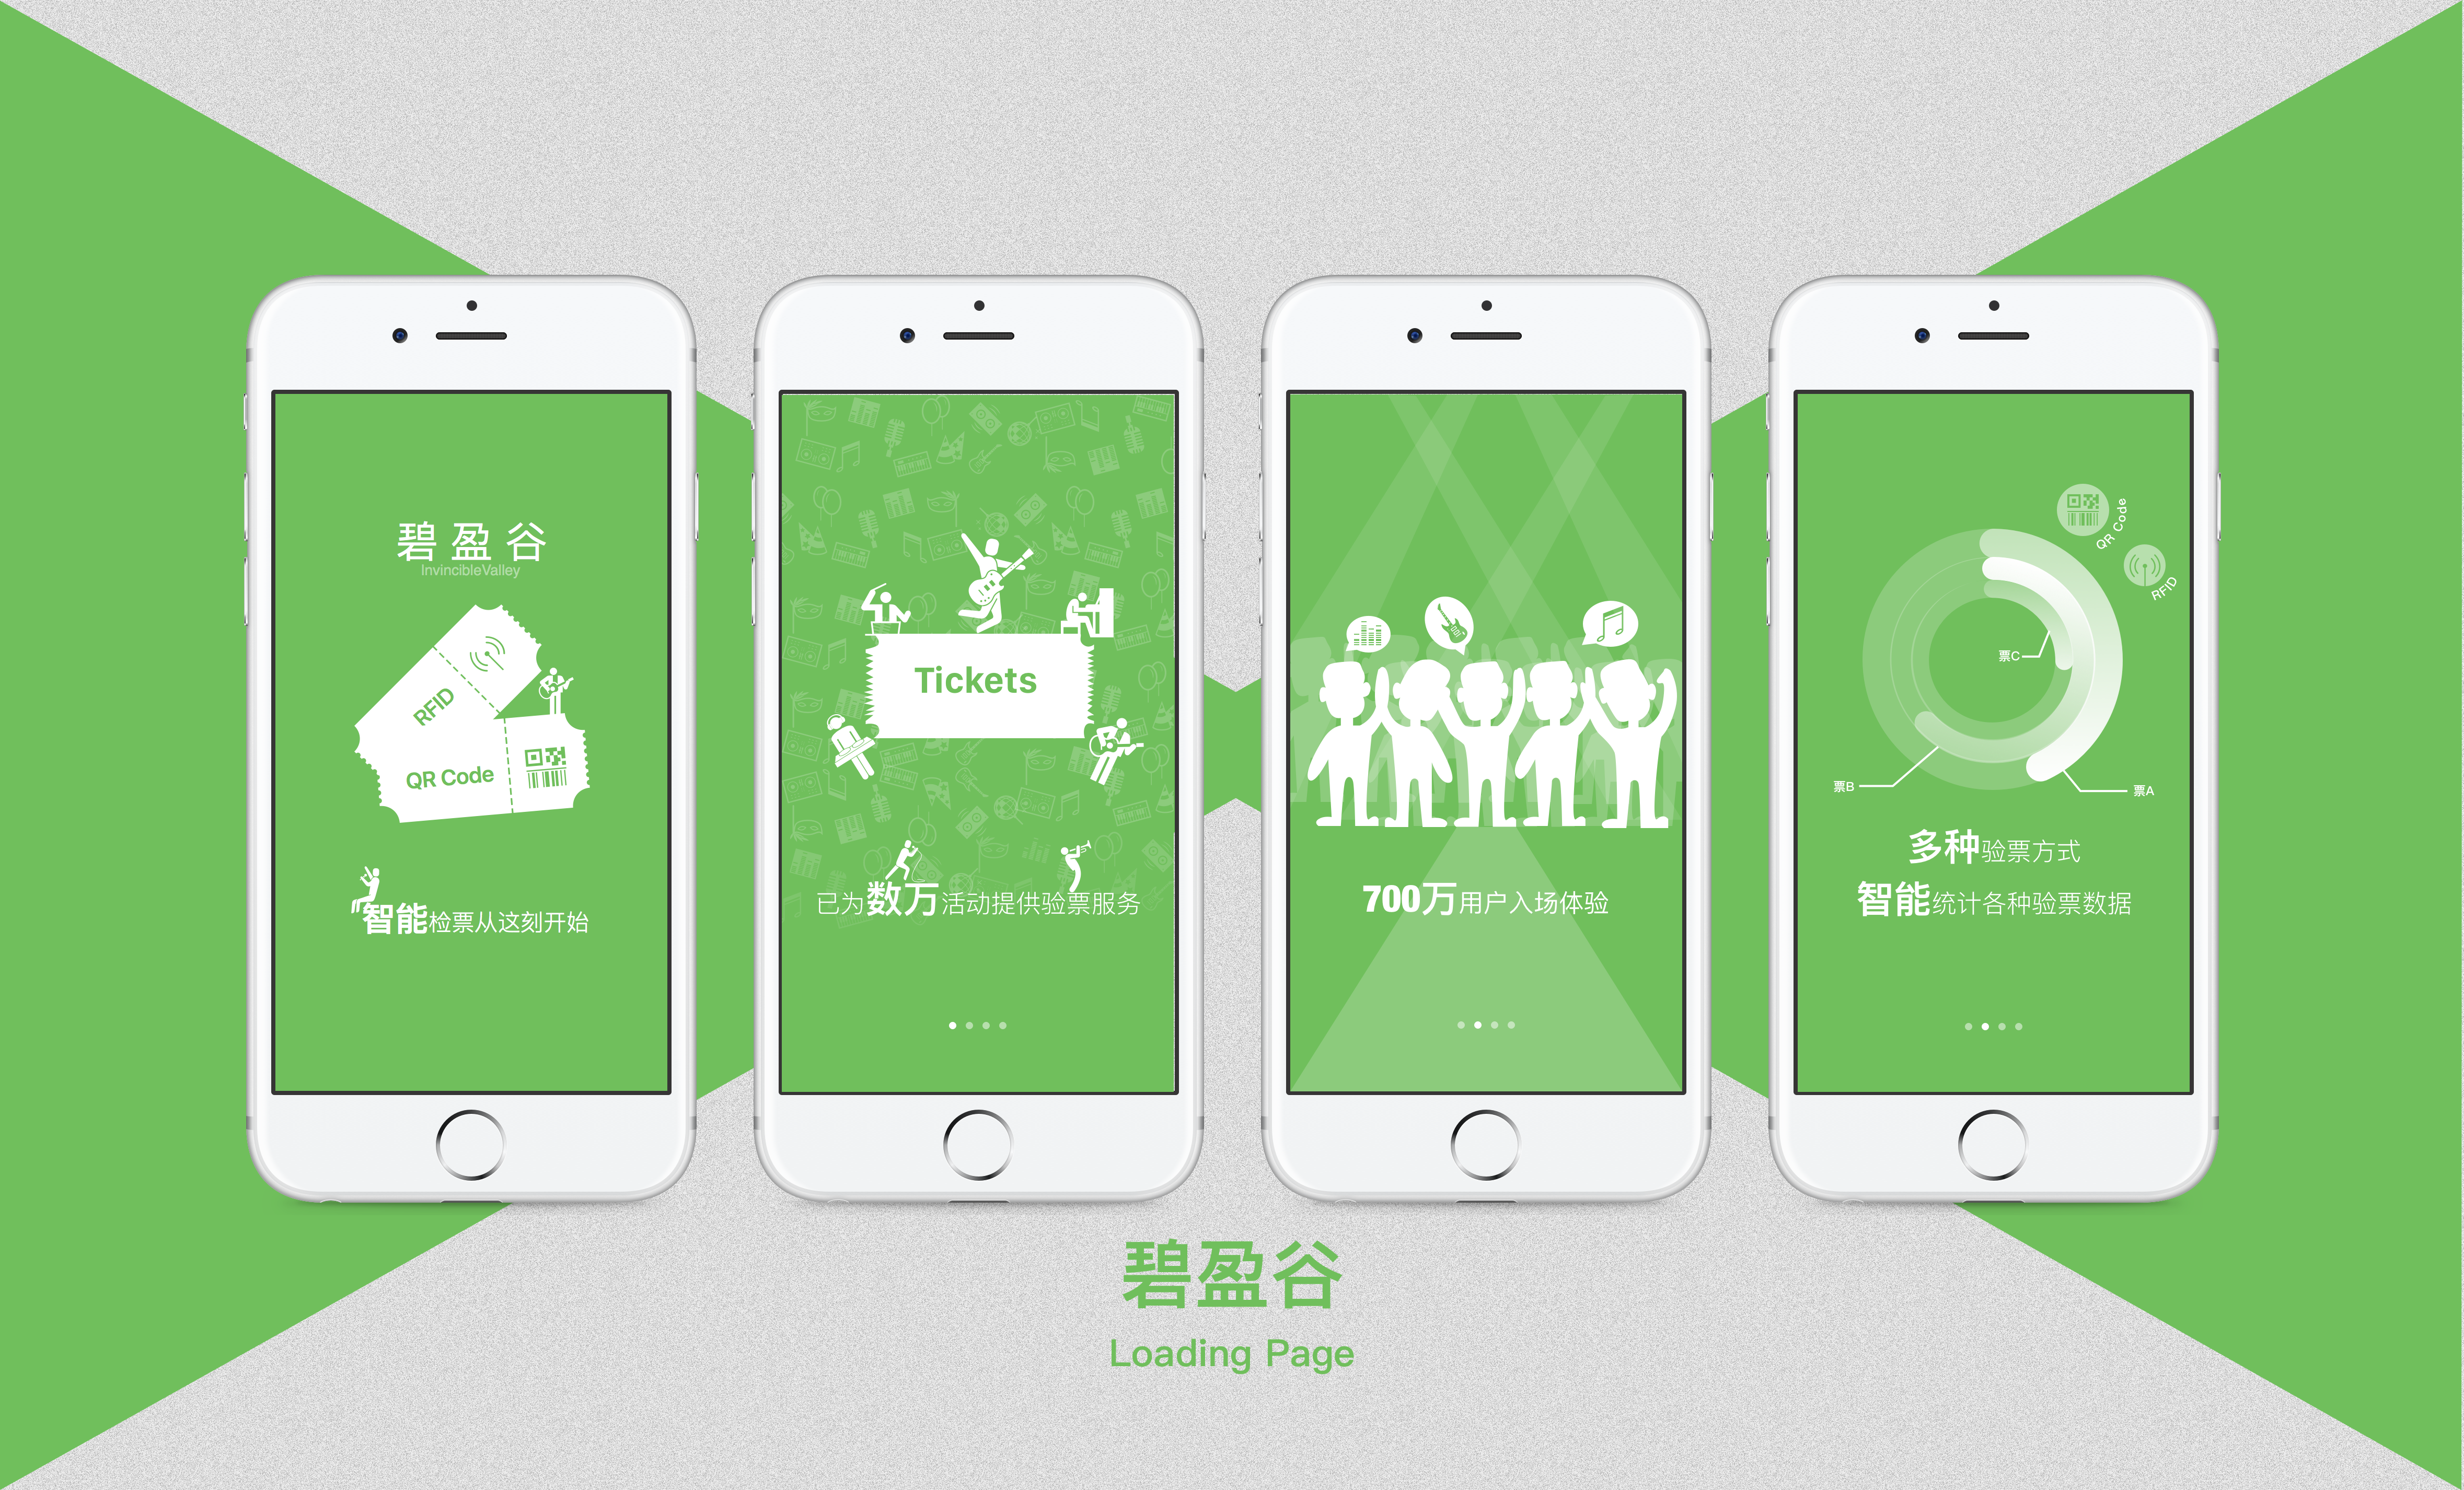 碧盈谷
InvincibleValley
RFID
QR Code
智能检票从这刻开始
Tickets
已为数万活动提供验票服务
700万用户入场体验
QR Code
RFID
票C
票B
票A
多种验票方式
智能统计各种验票数据
碧盈谷
Loading Page